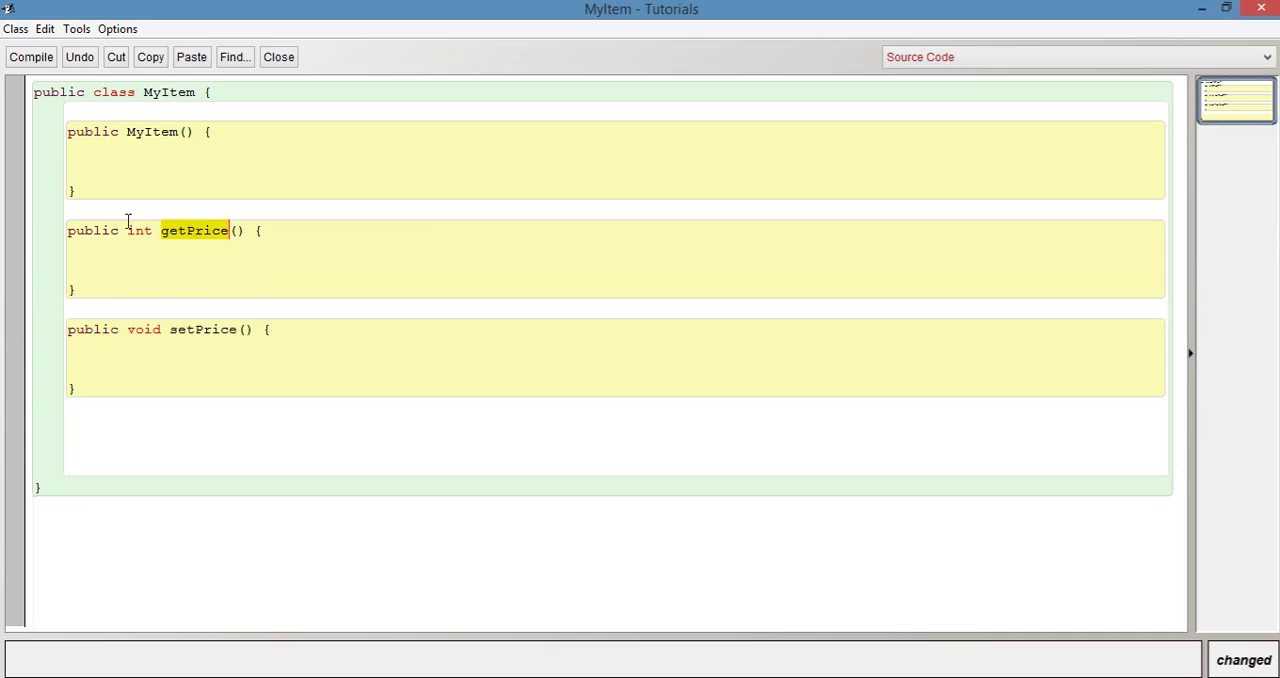 MyItem - Tutorials
Class Edit Tools Options
Compile Undo Cut Copy Paste Find... Close Source Code
public class MyItem {
public MyItem() {
}
public int getPrice() {
}
public void setPrice() {
}
}
changed